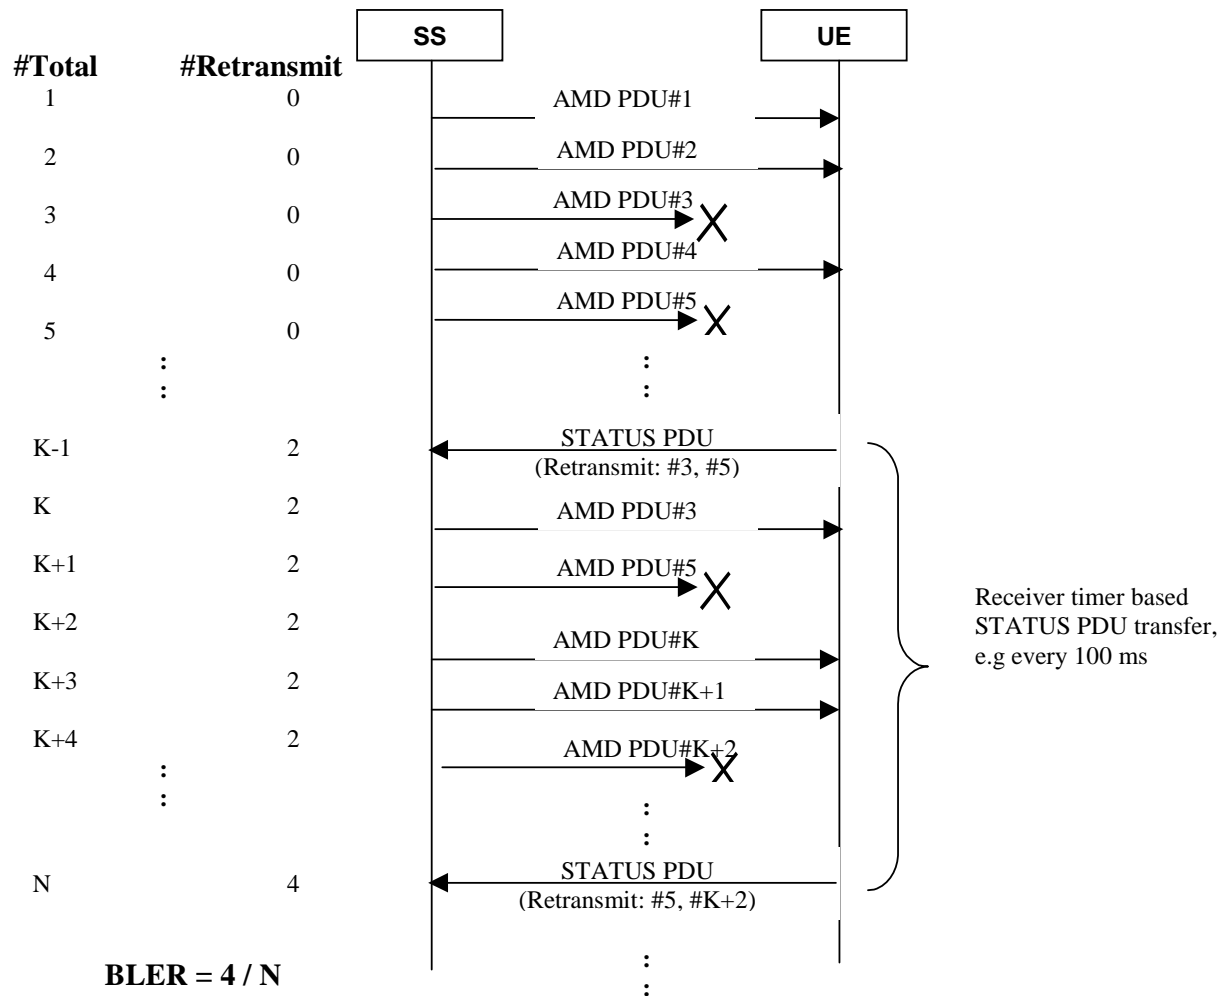 SS UE
#Total #Retransmit
1 0 AMD PDU#1
2 0 AMD PDU#2
3 0 AMD PDU#3
4 0 AMD PDU#4
5 0 AMD PDU#5
: :
: :
K-1 2 STATUS PDU
(Retransmit: #3, #5)
K 2 AMD PDU#3
K+1 2 AMD PDU#5
Receiver timer based
STATUS PDU transfer,
e.g every 100 ms
K+2 2 AMD PDU#K
K+3 2 AMD PDU#K+1
K+4 2 AMD PDU#K+2
: :
: :
N 4 STATUS PDU
(Retransmit: #5, #K+2)
BLER = 4 / N
:
: